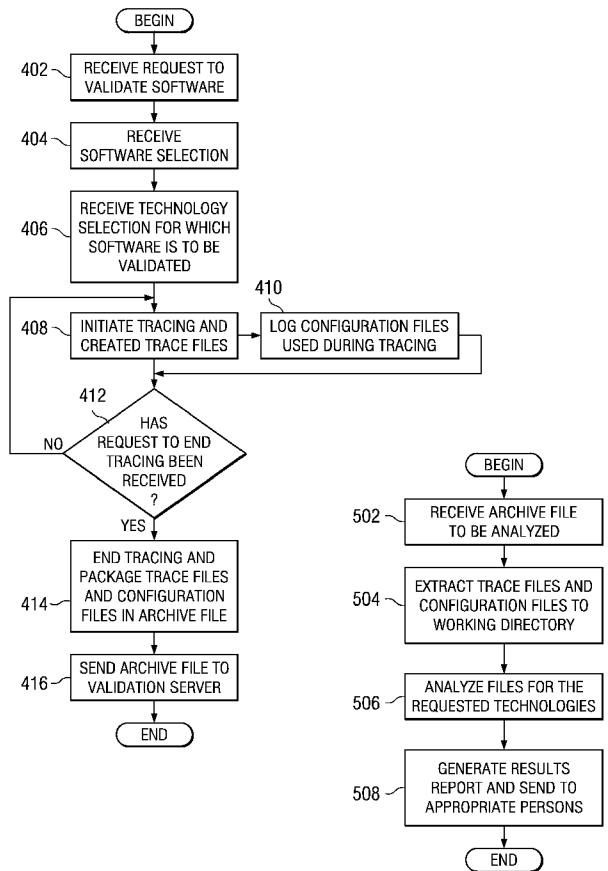 BEGIN
402
RECEIVE REQUEST TO
VALIDATE SOFTWARE
404
RECEIVE
SOFTWARE SELECTION
406
RECEIVE TECHNOLOGY
SELECTION FOR WHICH
SOFTWARE IS TO BE
VALIDATED
408
INITIATE TRACING AND
CREATED TRACE FILES
410
LOG CONFIGURATION FILES
USED DURING TRACING
412
HAS
REQUEST TO END
TRACING BEEN
RECEIVED
?
NO
YES
414
END TRACING AND
PACKAGE TRACE FILES
AND CONFIGURATION
FILES IN ARCHIVE FILE
416
SEND ARCHIVE FILE TO
VALIDATION SERVER
END
BEGIN
502
RECEIVE ARCHIVE FILE
TO BE ANALYZED
504
EXTRACT TRACE FILES AND
CONFIGURATION FILES TO
WORKING DIRECTORY
506
ANALYZE FILES FOR THE
REQUESTED TECHNOLOGIES
508
GENERATE RESULTS
REPORT AND SEND TO
APPROPRIATE PERSONS
END